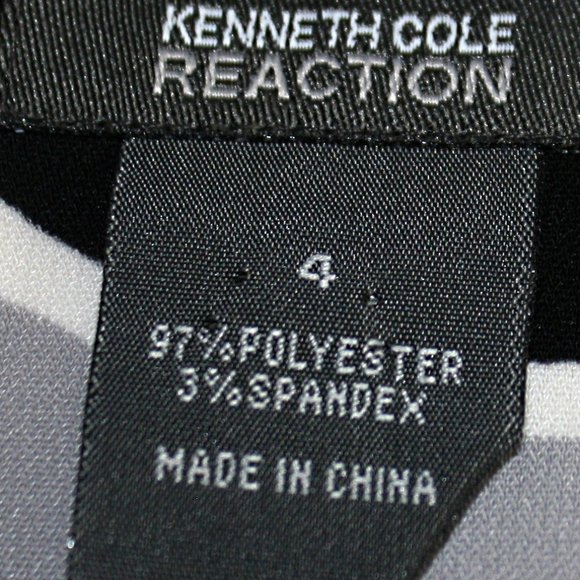 KENNETH COLE
REACTION
4
97%POLYESTER
3%SPANDEX
MADE IN CHINA